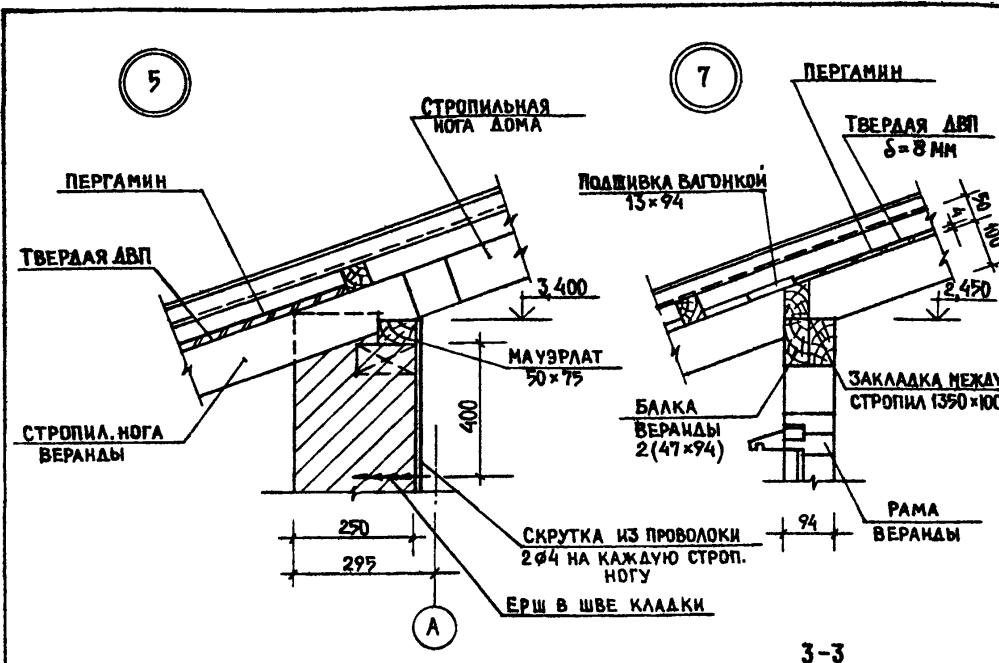 5
СТРОПИЛЬНАЯ
НОГА ДОМА
ПЕРГАМИН
ТВЕРДАЯ ДВП
3,400
МАУЭРЛАТ
50×75
400
СТРОПИЛ. НОГА
ВЕРАНДЫ
250
295
СКРУТКА ИЗ ПРОВОЛОКИ
2ф4 НА КАЖДУЮ СТРОП.
НОГУ
ЕРШ В ШВЕ КЛАДКИ
А
7
ПЕРГАМИН
ТВЕРДАЯ ДВП
δ=8 ММ
ПОДШИВКА ВАГОНКОЙ
13×94
50
4
100
2,450
ЗАКЛАДКА МЕЖДУ
СТРОПИЛ 1350×100
БАЛКА
ВЕРАНДЫ
2(47×94)
94
РАМА
ВЕРАНДЫ
3-3